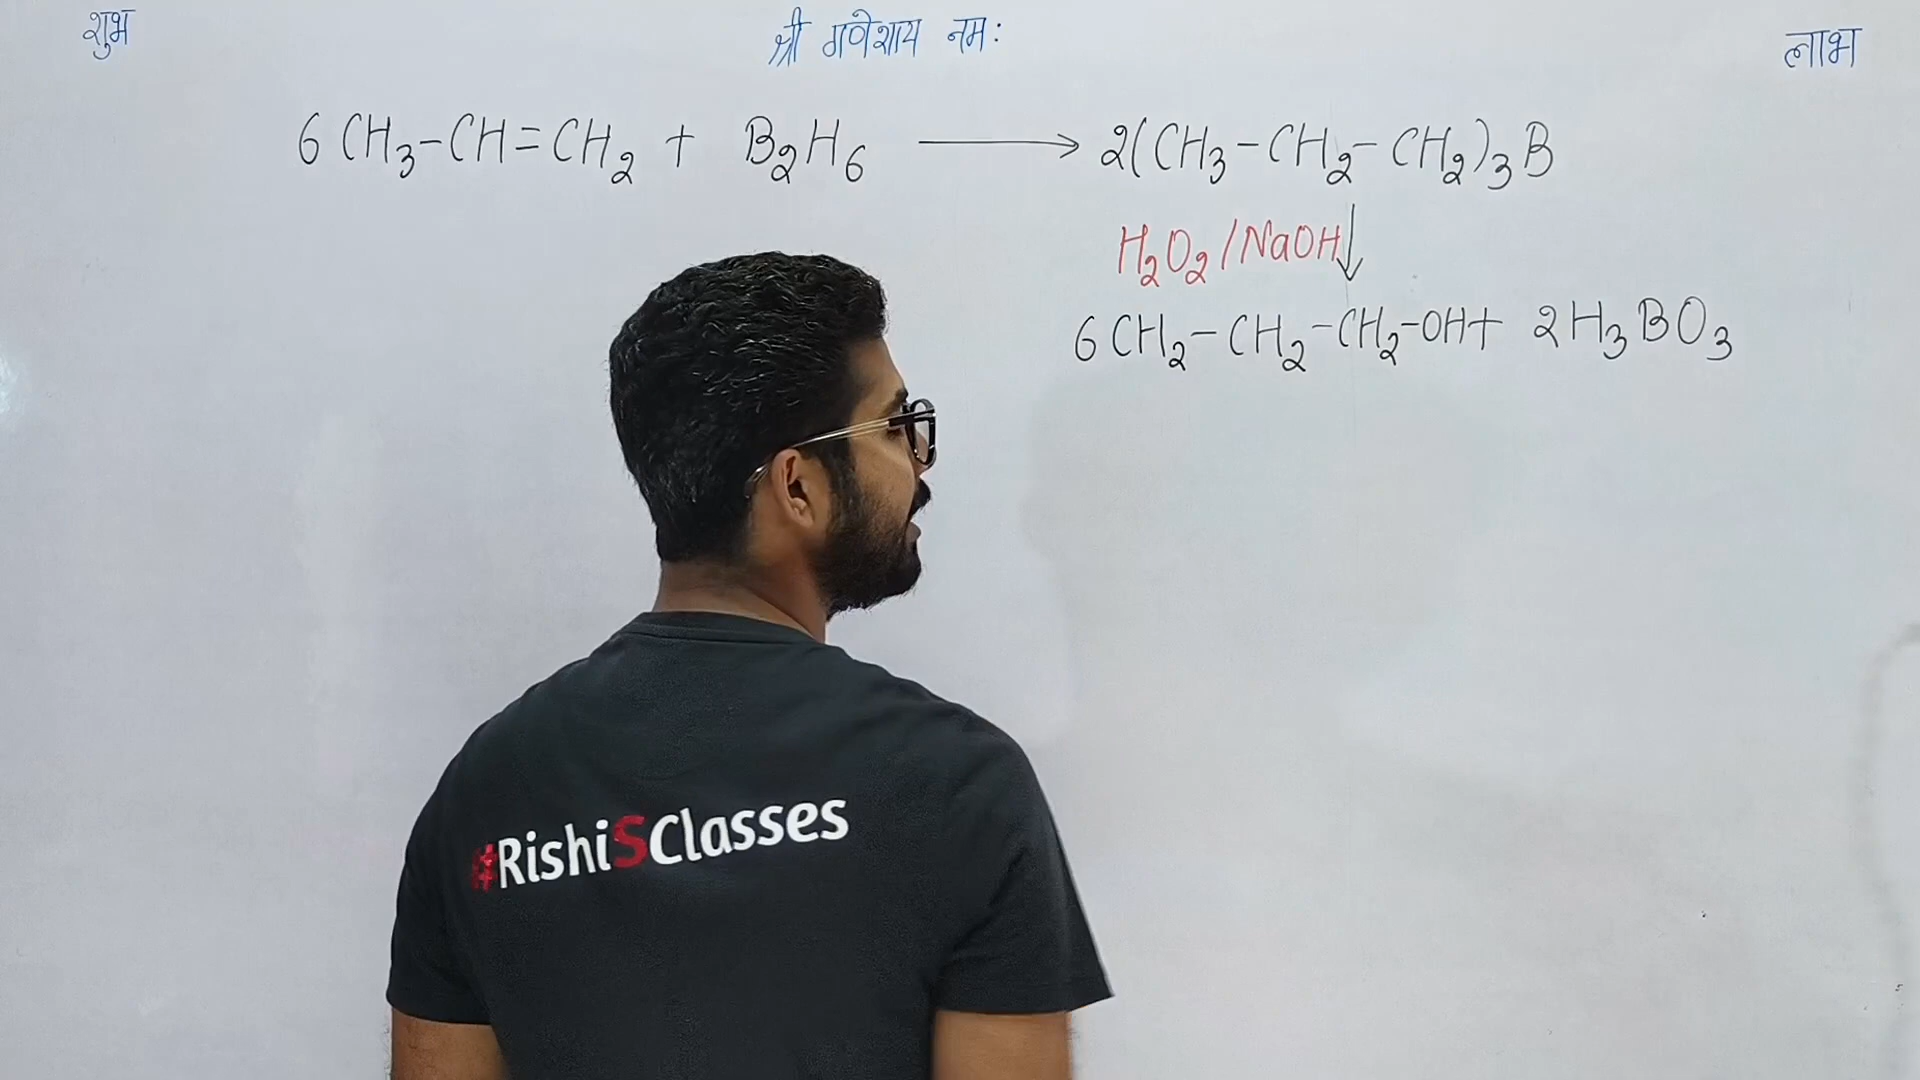 शुभ श्री गणेशाय नमः लाभ
6 CH₃-CH=CH₂ + B₂H₆ ⟶ 2(CH₃-CH₂-CH₂)₃B
H₂O₂/NaOH ↓
6 CH₂-CH₂-CH₂-OH + 2H₃BO₃
#RishiSClasses